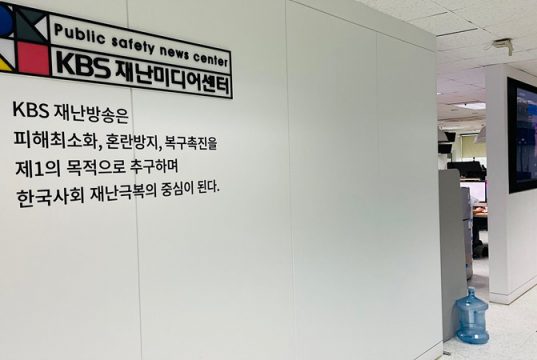 Public safety news center
KBS 재난미디어센터
KBS 재난방송은
피해최소화, 혼란방지, 복구촉진을
제1의 목적으로 추구하며
한국사회 재난극복의 중심이 된다.